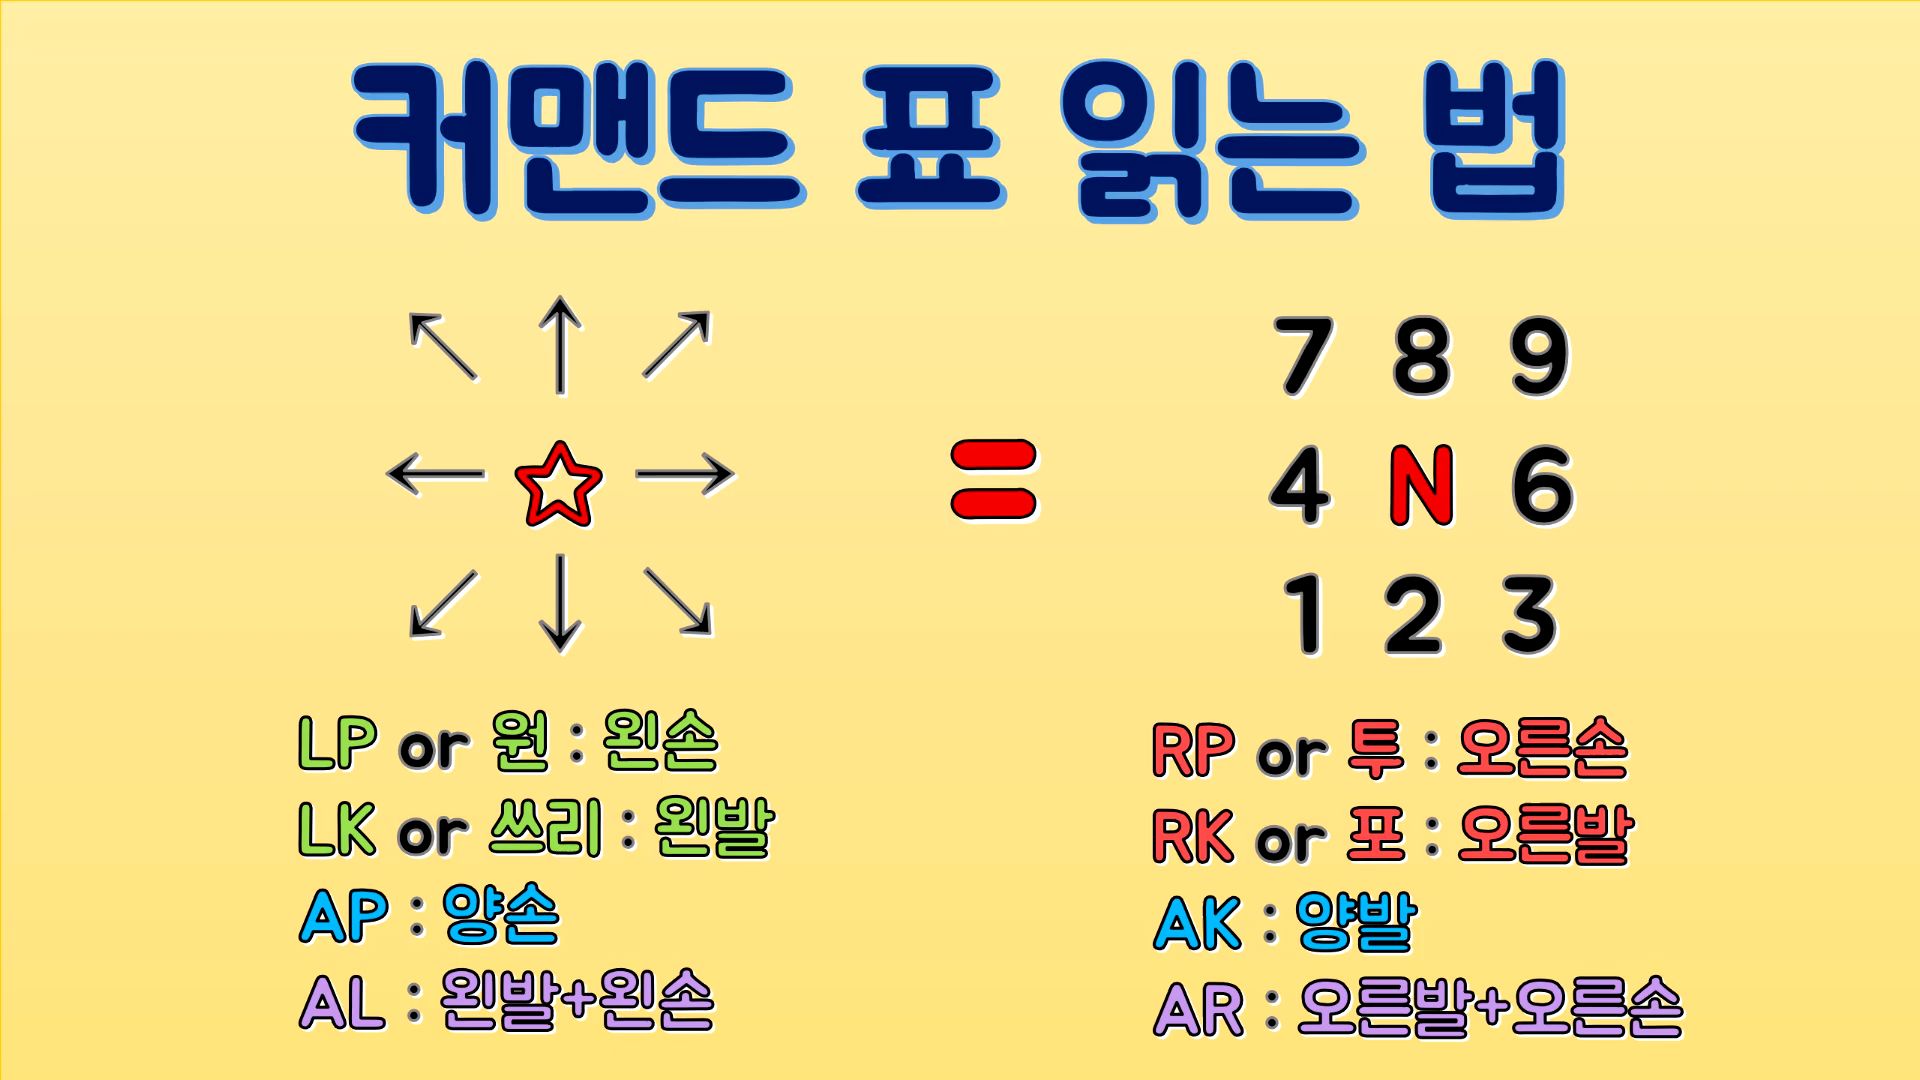 커맨드 표 읽는 법
↖ ↑ ↗
← ☆ →
↙ ↓ ↘
=
7 8 9
4 N 6
1 2 3
LP or 원 : 왼손
LK or 쓰리 : 왼발
AP : 양손
AL : 왼발+왼손
RP or 투 : 오른손
RK or 포 : 오른발
AK : 양발
AR : 오른발+오른손